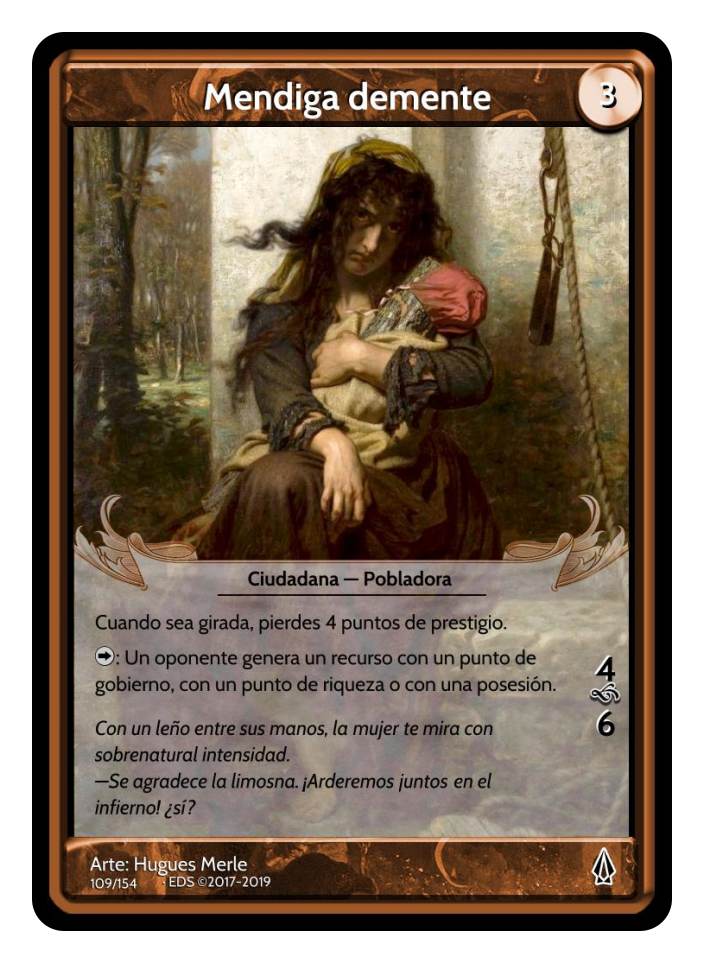 Mendiga demente
3
Ciudadana — Pobladora
Cuando sea girada, pierdes 4 puntos de prestigio.
➡: Un oponente genera un recurso con un punto de
gobierno, con un punto de riqueza o con una posesión.
4
6
Con un leño entre sus manos, la mujer te mira con
sobrenatural intensidad.
—Se agradece la limosna. ¡Arderemos juntos en el
infierno! ¿sí?
Arte: Hugues Merle
109/154 · EDS ©2017-2019